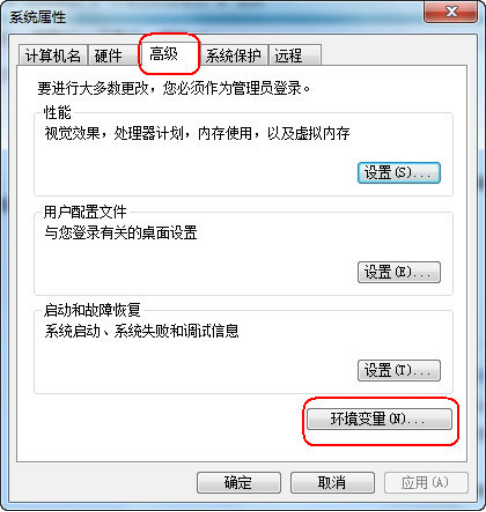 系统属性
计算机名 硬件 高级 系统保护 远程
要进行大多数更改，您必须作为管理员登录。
性能
视觉效果，处理器计划，内存使用，以及虚拟内存
设置(S)...
用户配置文件
与您登录有关的桌面设置
设置(E)...
启动和故障恢复
系统启动、系统失败和调试信息
设置(T)...
环境变量(N)...
确定 取消 应用(A)